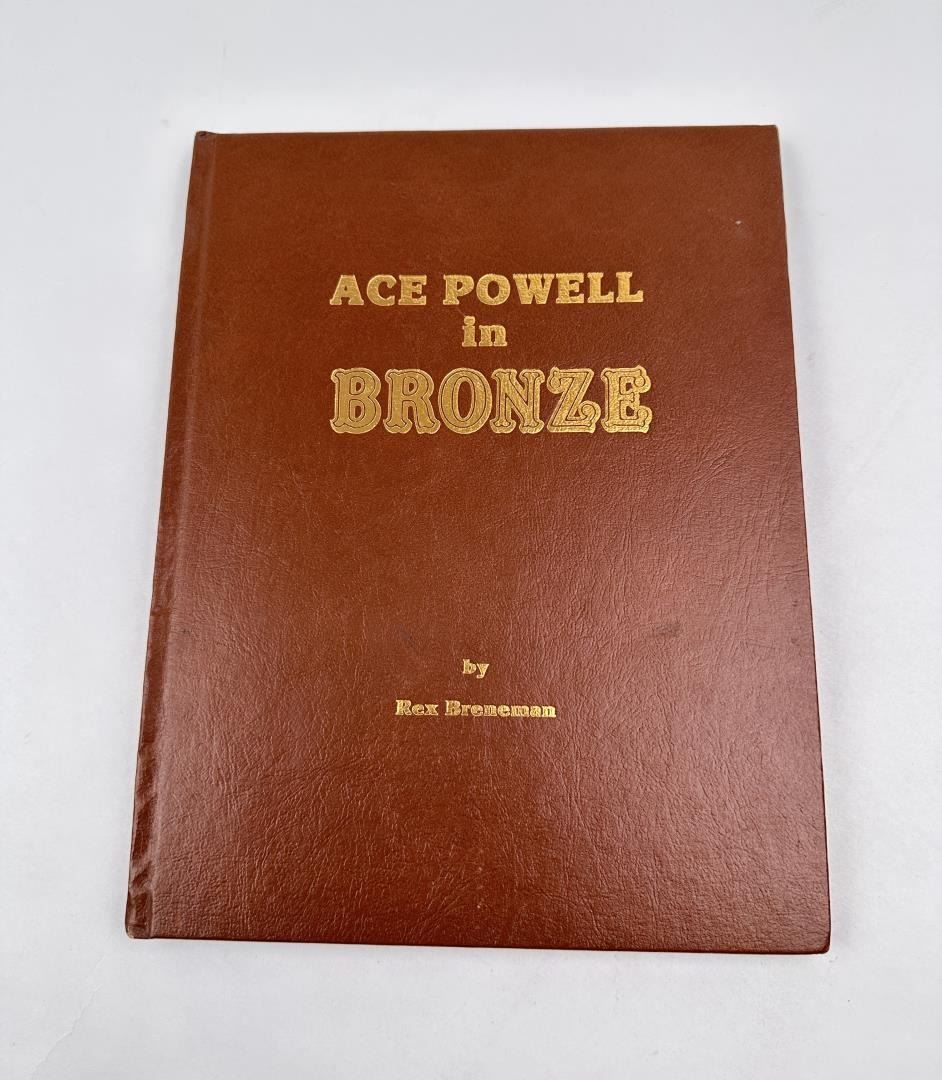 ACE POWELL
in
BRONZE
by
Rex Breneman